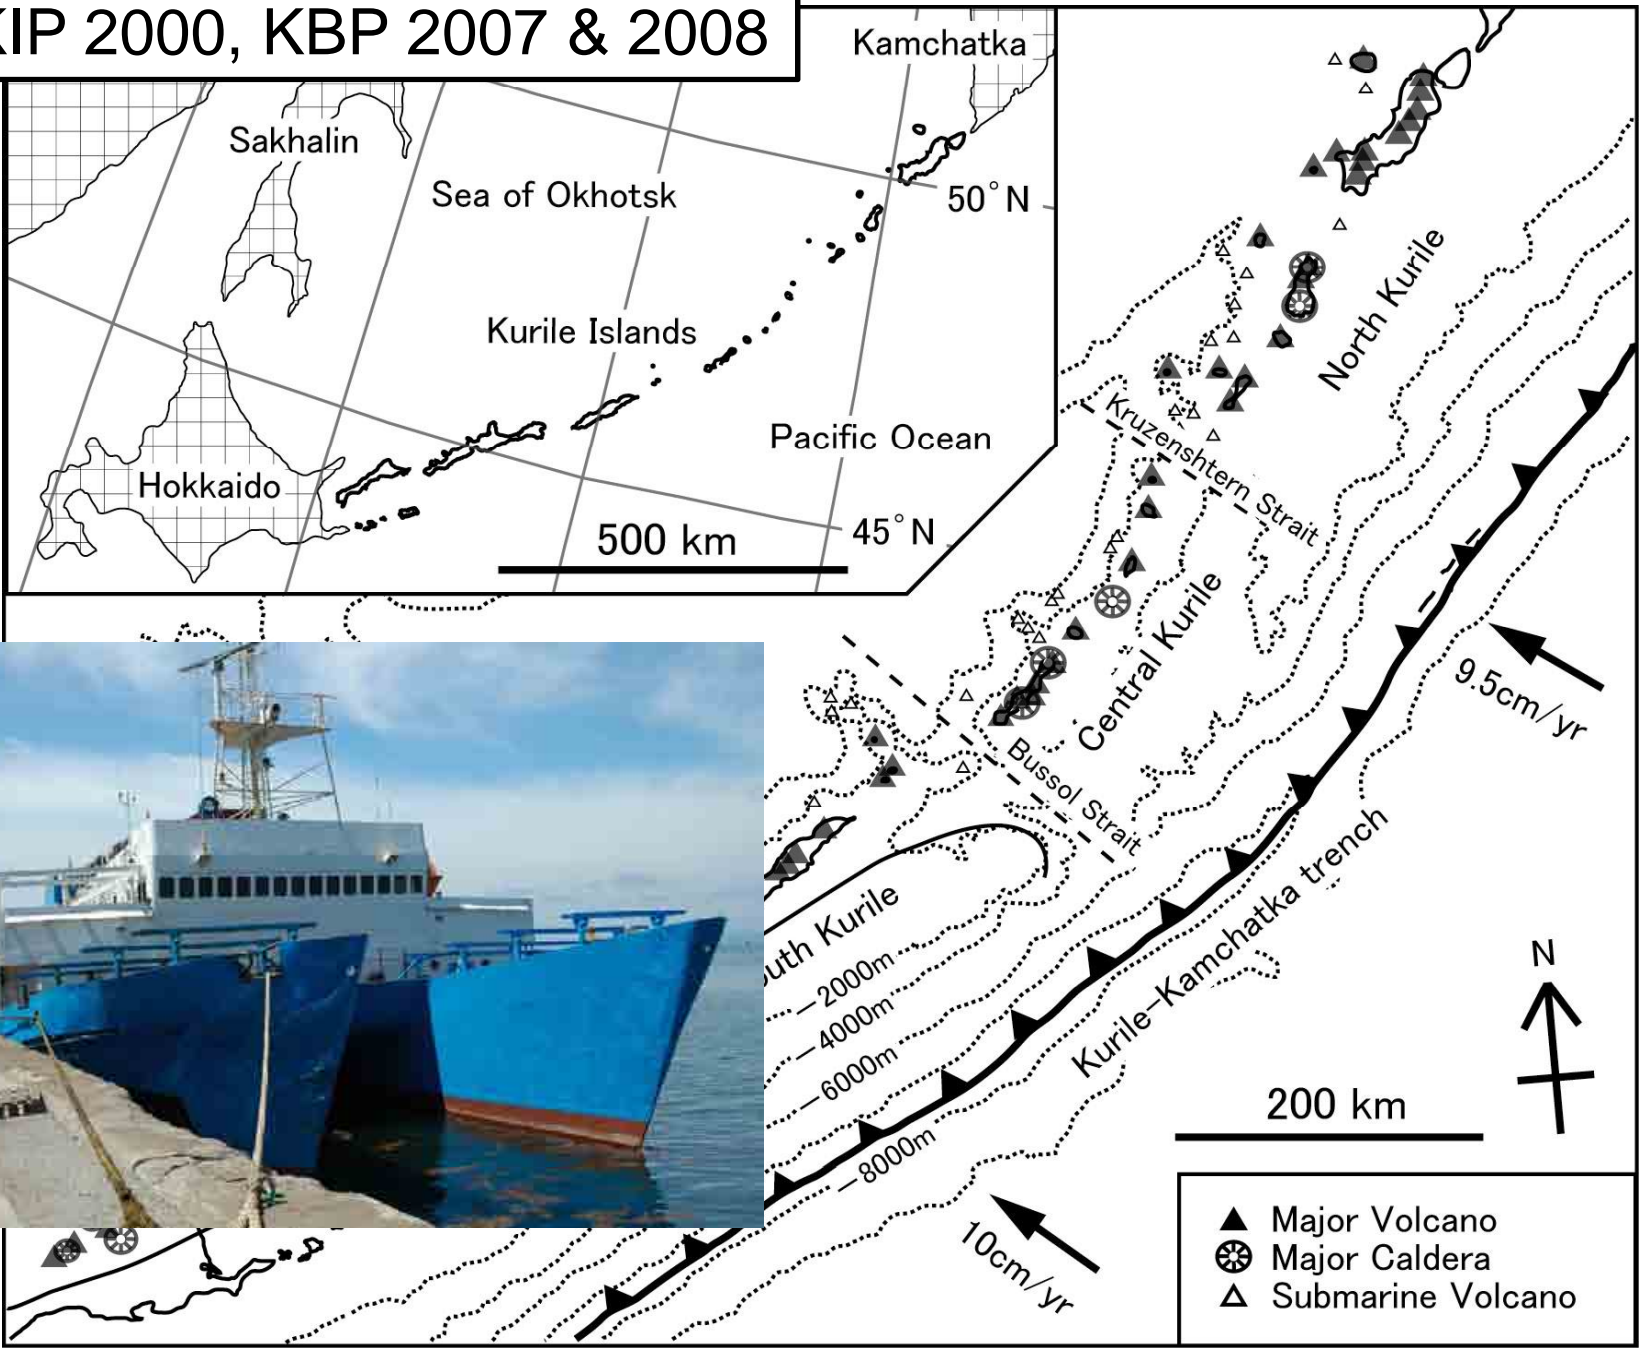 KIP 2000, KBP 2007 & 2008
Kamchatka
Sakhalin
Sea of Okhotsk
50°N
Kurile Islands
Pacific Ocean
Hokkaido
500 km
45°N
North Kurile
Kruzenshtern Strait
Central Kurile
9.5cm/yr
Bussol Strait
outh Kurile
2000m
4000m
6000m
8000m
Kurile-Kamchatka trench
N
200 km
10cm/yr
Major Volcano
Major Caldera
Submarine Volcano